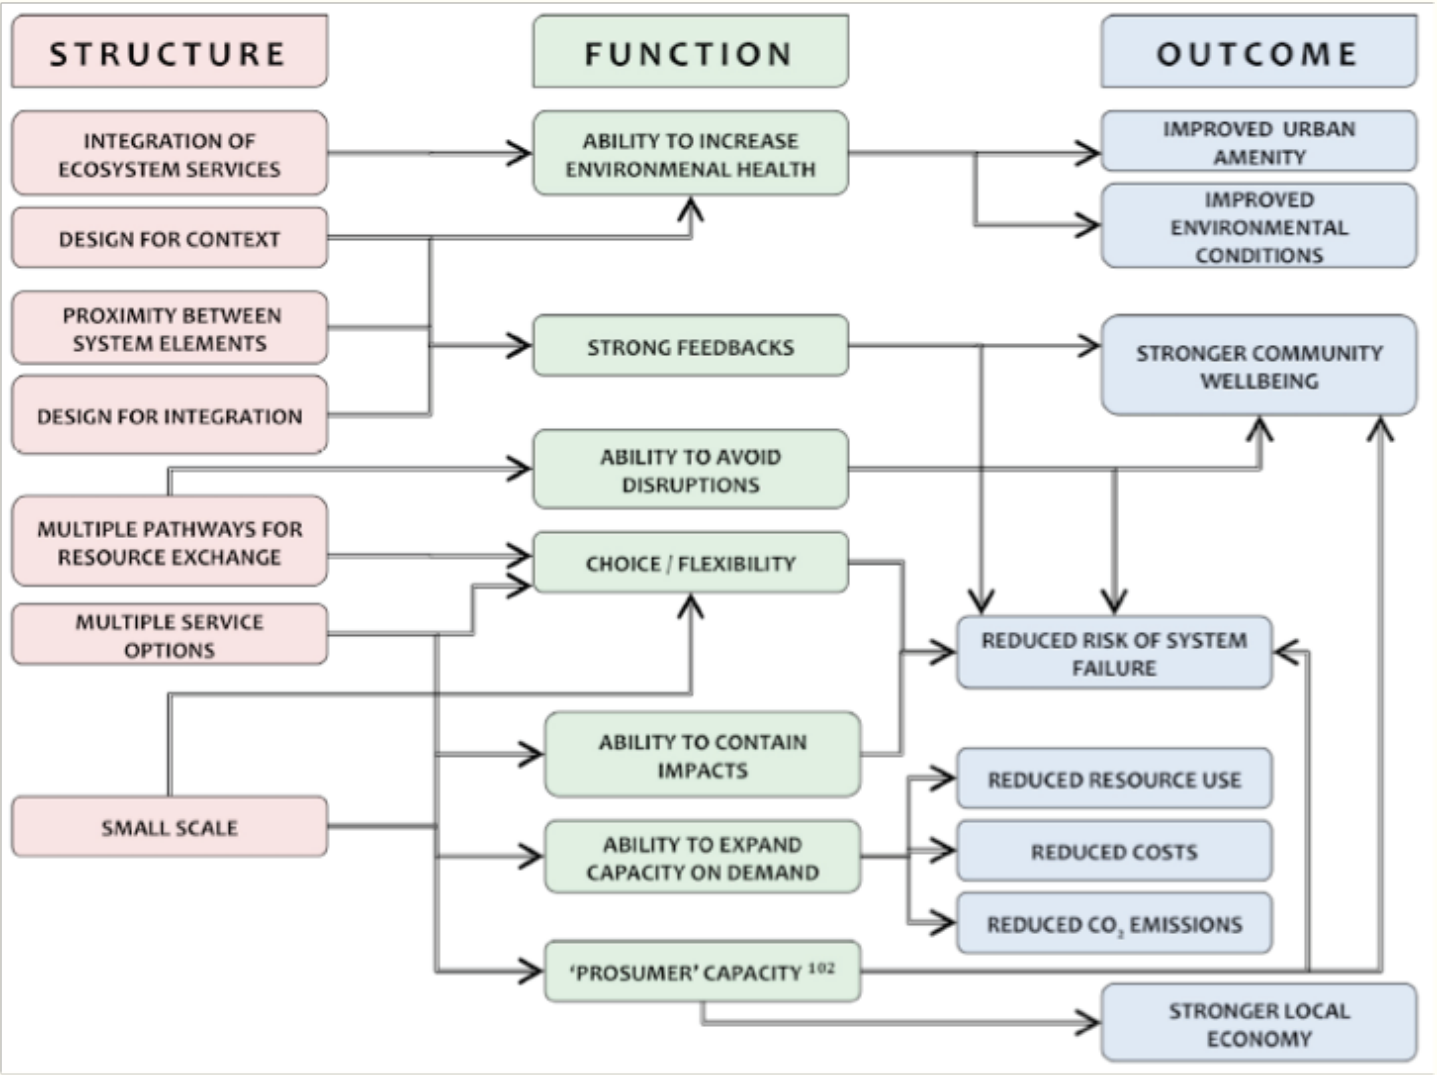 STRUCTURE
FUNCTION
OUTCOME
INTEGRATION OF
ECOSYSTEM SERVICES
DESIGN FOR CONTEXT
PROXIMITY BETWEEN
SYSTEM ELEMENTS
DESIGN FOR INTEGRATION
MULTIPLE PATHWAYS FOR
RESOURCE EXCHANGE
MULTIPLE SERVICE
OPTIONS
SMALL SCALE
ABILITY TO INCREASE
ENVIRONMENAL HEALTH
STRONG FEEDBACKS
ABILITY TO AVOID
DISRUPTIONS
CHOICE / FLEXIBILITY
ABILITY TO CONTAIN
IMPACTS
ABILITY TO EXPAND
CAPACITY ON DEMAND
‘PROSUMER’ CAPACITY 102
IMPROVED URBAN
AMENITY
IMPROVED
ENVIRONMENTAL
CONDITIONS
STRONGER COMMUNITY
WELLBEING
REDUCED RISK OF SYSTEM
FAILURE
REDUCED RESOURCE USE
REDUCED COSTS
REDUCED CO₂ EMISSIONS
STRONGER LOCAL
ECONOMY